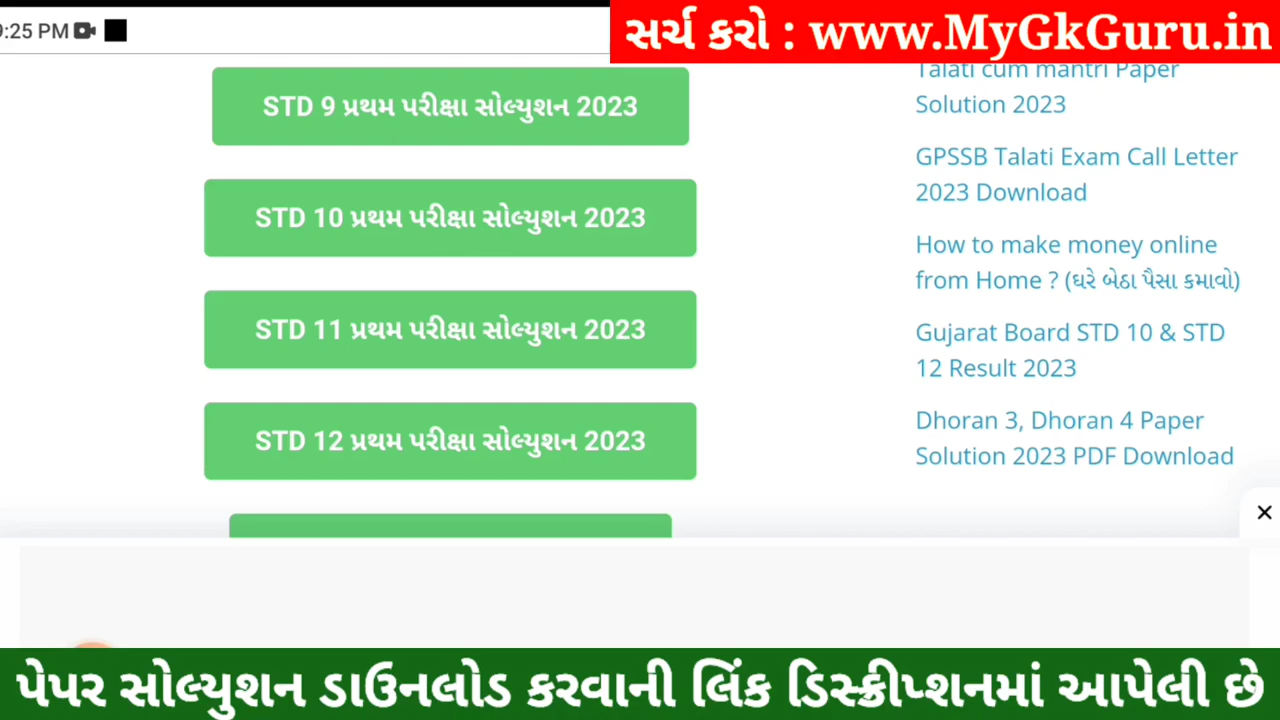 9:25 PM
સર્ચ કરો : www.MyGkGuru.in
STD 9 પ્રથમ પરીક્ષા સોલ્યુશન 2023
STD 10 પ્રથમ પરીક્ષા સોલ્યુશન 2023
STD 11 પ્રથમ પરીક્ષા સોલ્યુશન 2023
STD 12 પ્રથમ પરીક્ષા સોલ્યુશન 2023
Talati cum mantri Paper
Solution 2023
GPSSB Talati Exam Call Letter
2023 Download
How to make money online
from Home ? (ઘરે બેઠા પૈસા કમાવો)
Gujarat Board STD 10 & STD
12 Result 2023
Dhoran 3, Dhoran 4 Paper
Solution 2023 PDF Download
પેપર સોલ્યુશન ડાઉનલોડ કરવાની લિંક ડિસ્ક્રીપ્શનમાં આપેલી છે